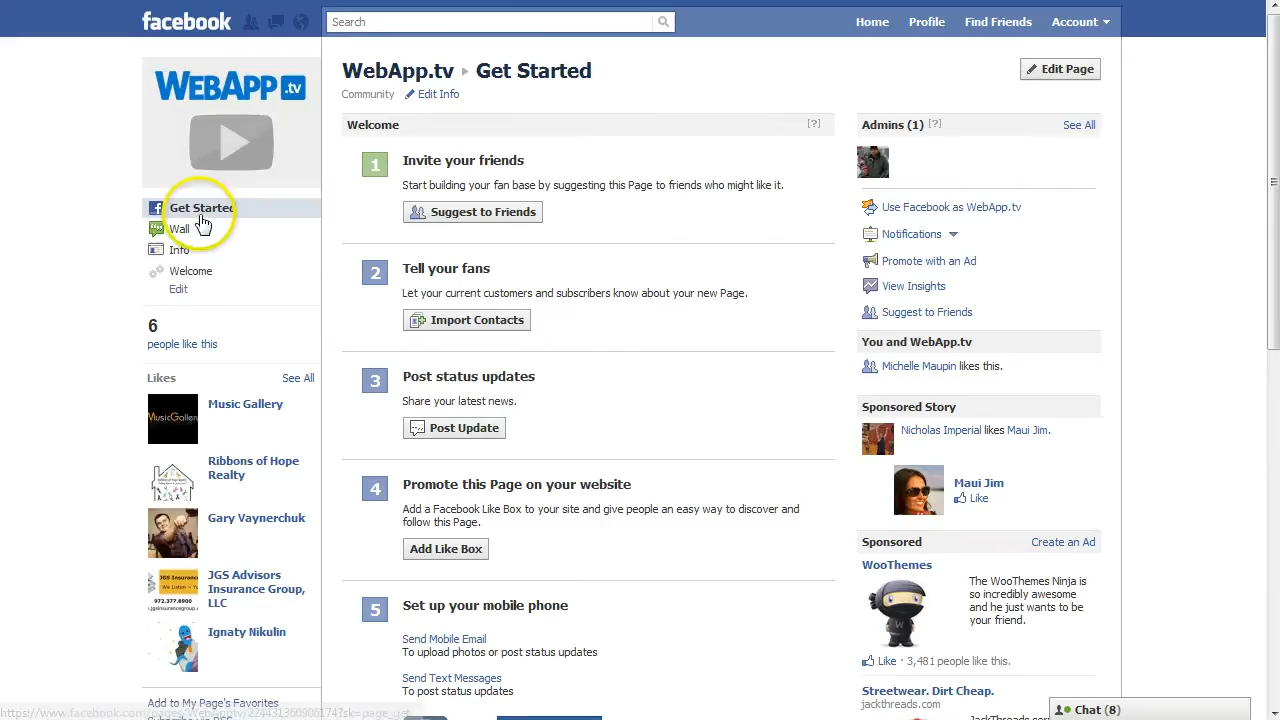 facebook
Search
Home
Profile
Find Friends
Account
WebApp.tv
Get Started
Edit Page
Community
Edit Info
WEBAPP .tv
Get Started
Wall
Info
Welcome
Edit
6
people like this
Likes
See All
MusicGallery
Music Gallery
Ribbons of Hope
Realty
Gary Vaynerchuk
JGS Insurance
972.377.8900
JGS Advisors
Insurance Group,
LLC
Ignaty Nikulin
Add to My Page's Favorites
Welcome
[?]
1
Invite your friends
Start building your fan base by suggesting this Page to friends who might like it.
Suggest to Friends
2
Tell your fans
Let your current customers and subscribers know about your new Page.
Import Contacts
3
Post status updates
Share your latest news.
Post Update
4
Promote this Page on your website
Add a Facebook Like Box to your site and give people an easy way to discover and
follow this Page.
Add Like Box
5
Set up your mobile phone
Send Mobile Email
To upload photos or post status updates
Send Text Messages
To post status updates
Admins (1) [?]
See All
Use Facebook as WebApp.tv
Notifications
Promote with an Ad
View Insights
Suggest to Friends
You and WebApp.tv
Michelle Maupin likes this.
Sponsored Story
Nicholas Imperial likes Maui Jim.
Maui Jim
Like
Sponsored
Create an Ad
WooThemes
The WooThemes Ninja is
so incredibly awesome
and he just wants to be
your friend.
Like · 3,481 people like this.
Streetwear. Dirt Cheap.
jackthreads.com
Chat (8)